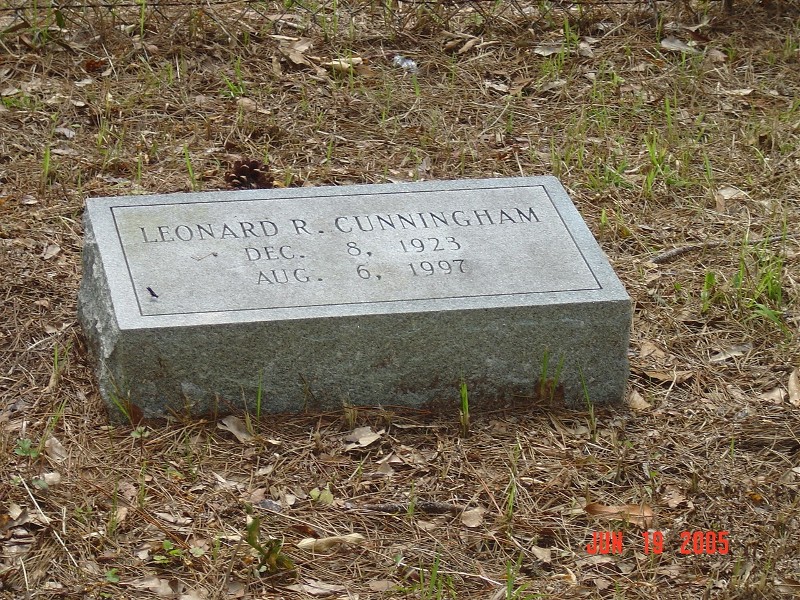 LEONARD R. CUNNINGHAM
DEC. 8, 1923
AUG. 6, 1997
JUN 19 2005